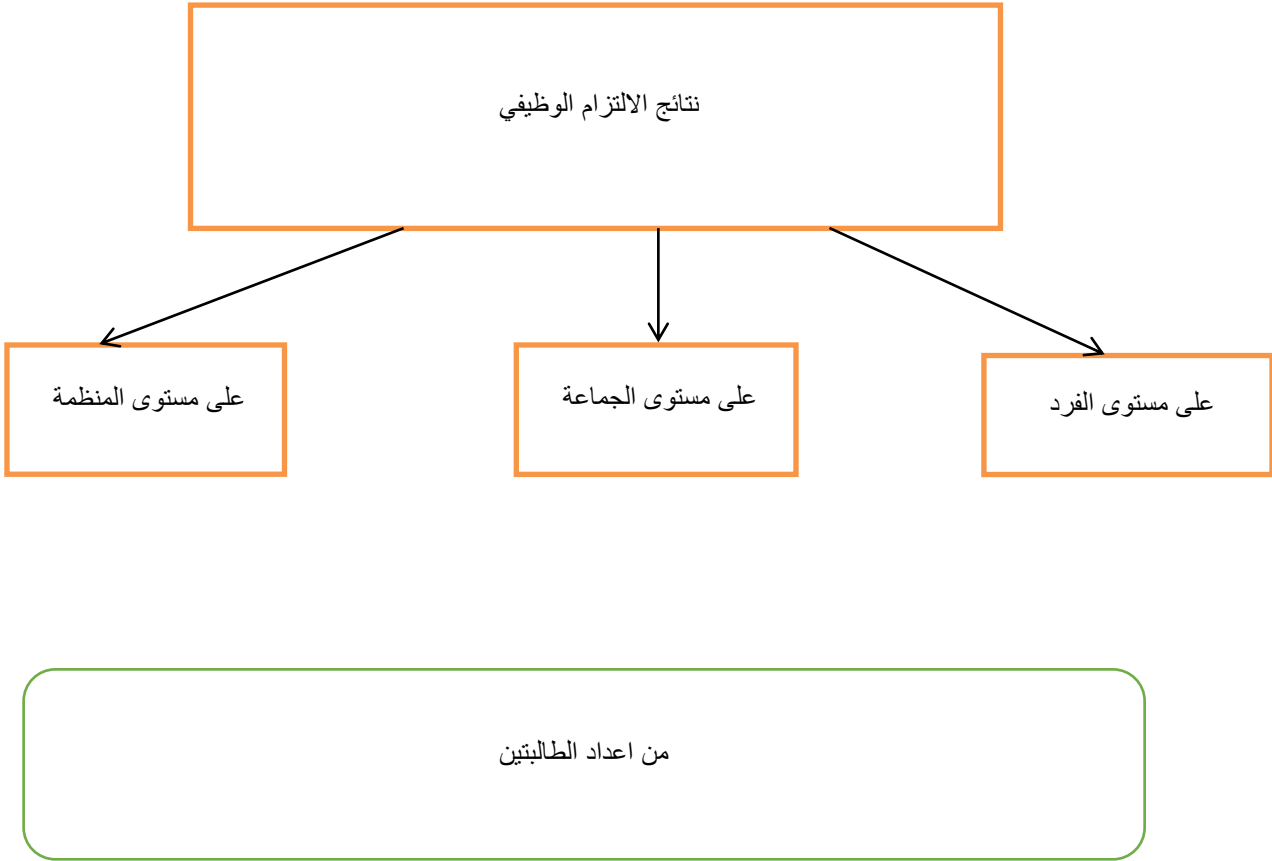 نتائج الالتزام الوظيفي
على مستوى الفرد
على مستوى الجماعة
على مستوى المنظمة
من اعداد الطالبتين